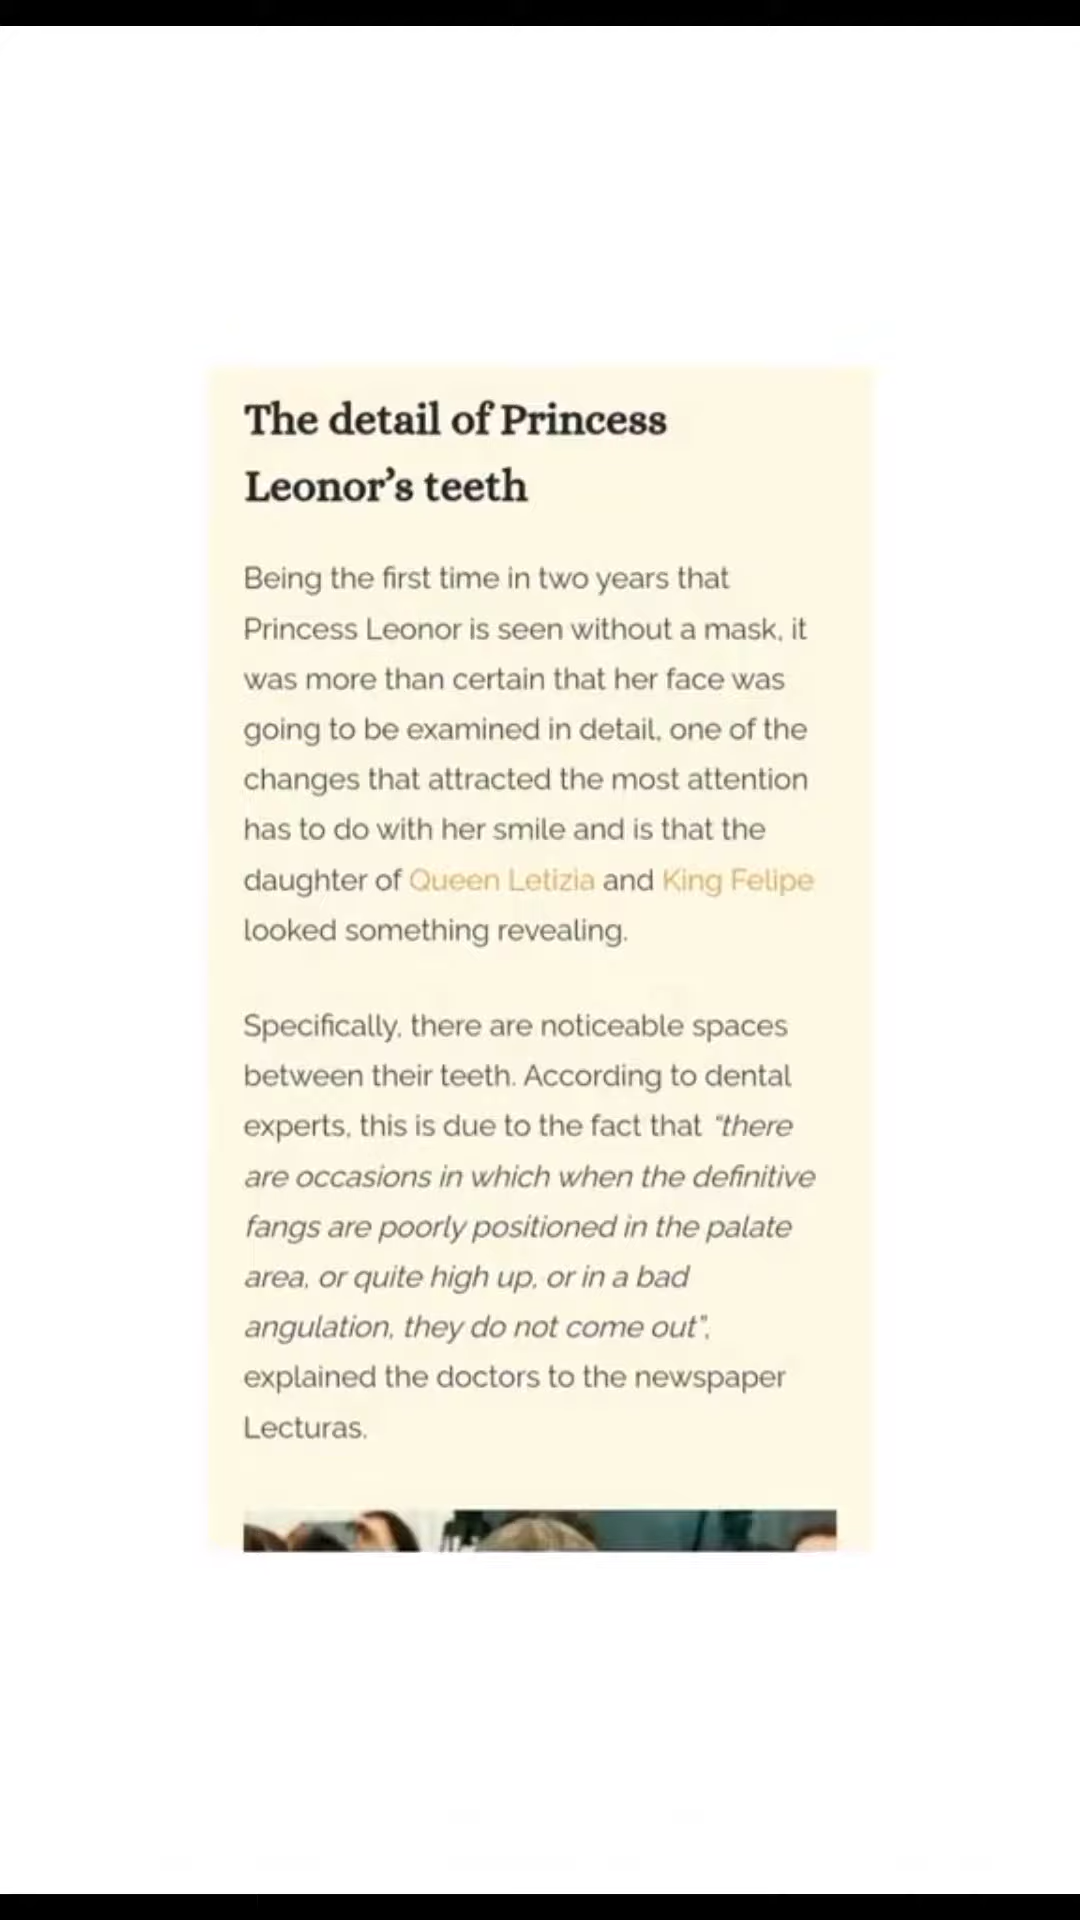 The detail of Princess
Leonor's teeth
Being the first time in two years that
Princess Leonor is seen without a mask, it
was more than certain that her face was
going to be examined in detail, one of the
changes that attracted the most attention
has to do with her smile and is that the
daughter of Queen Letizia and King Felipe
looked something revealing.
Specifically, there are noticeable spaces
between their teeth. According to dental
experts, this is due to the fact that “there
are occasions in which when the definitive
fangs are poorly positioned in the palate
area, or quite high up, or in a bad
angulation, they do not come out”,
explained the doctors to the newspaper
Lecturas.